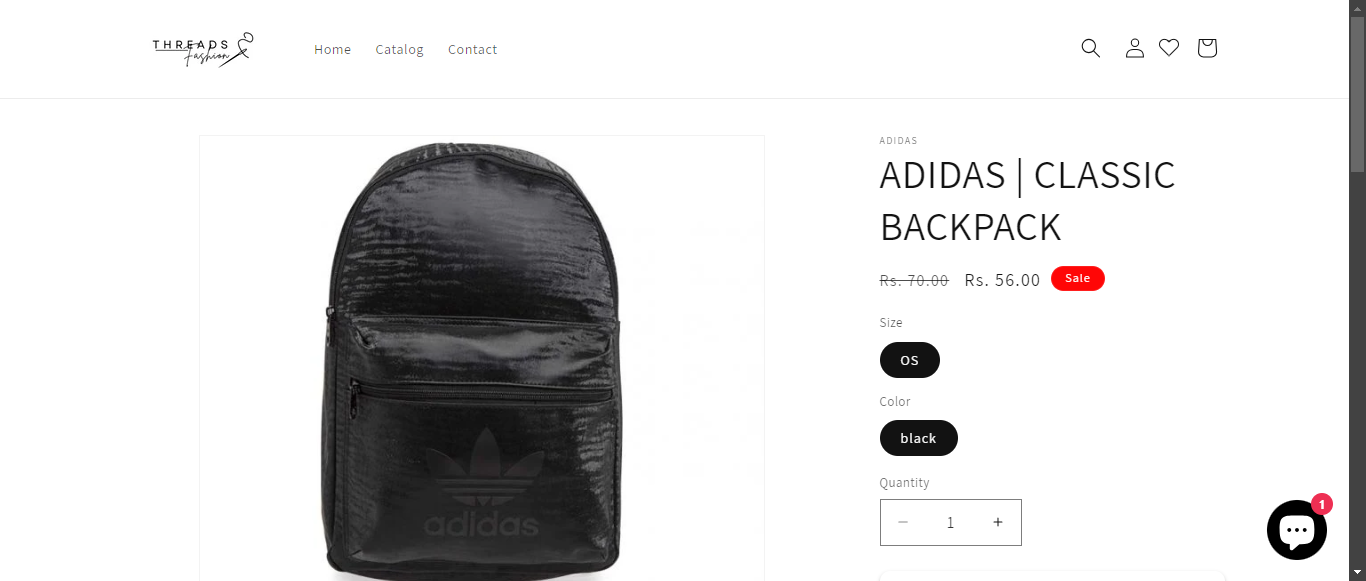 THREADS
Fashion
Home Catalog Contact
ADIDAS
ADIDAS | CLASSIC
BACKPACK
Rs. 70.00 Rs. 56.00 Sale
Size
OS
Color
black
Quantity
− 1 +
adidas
1